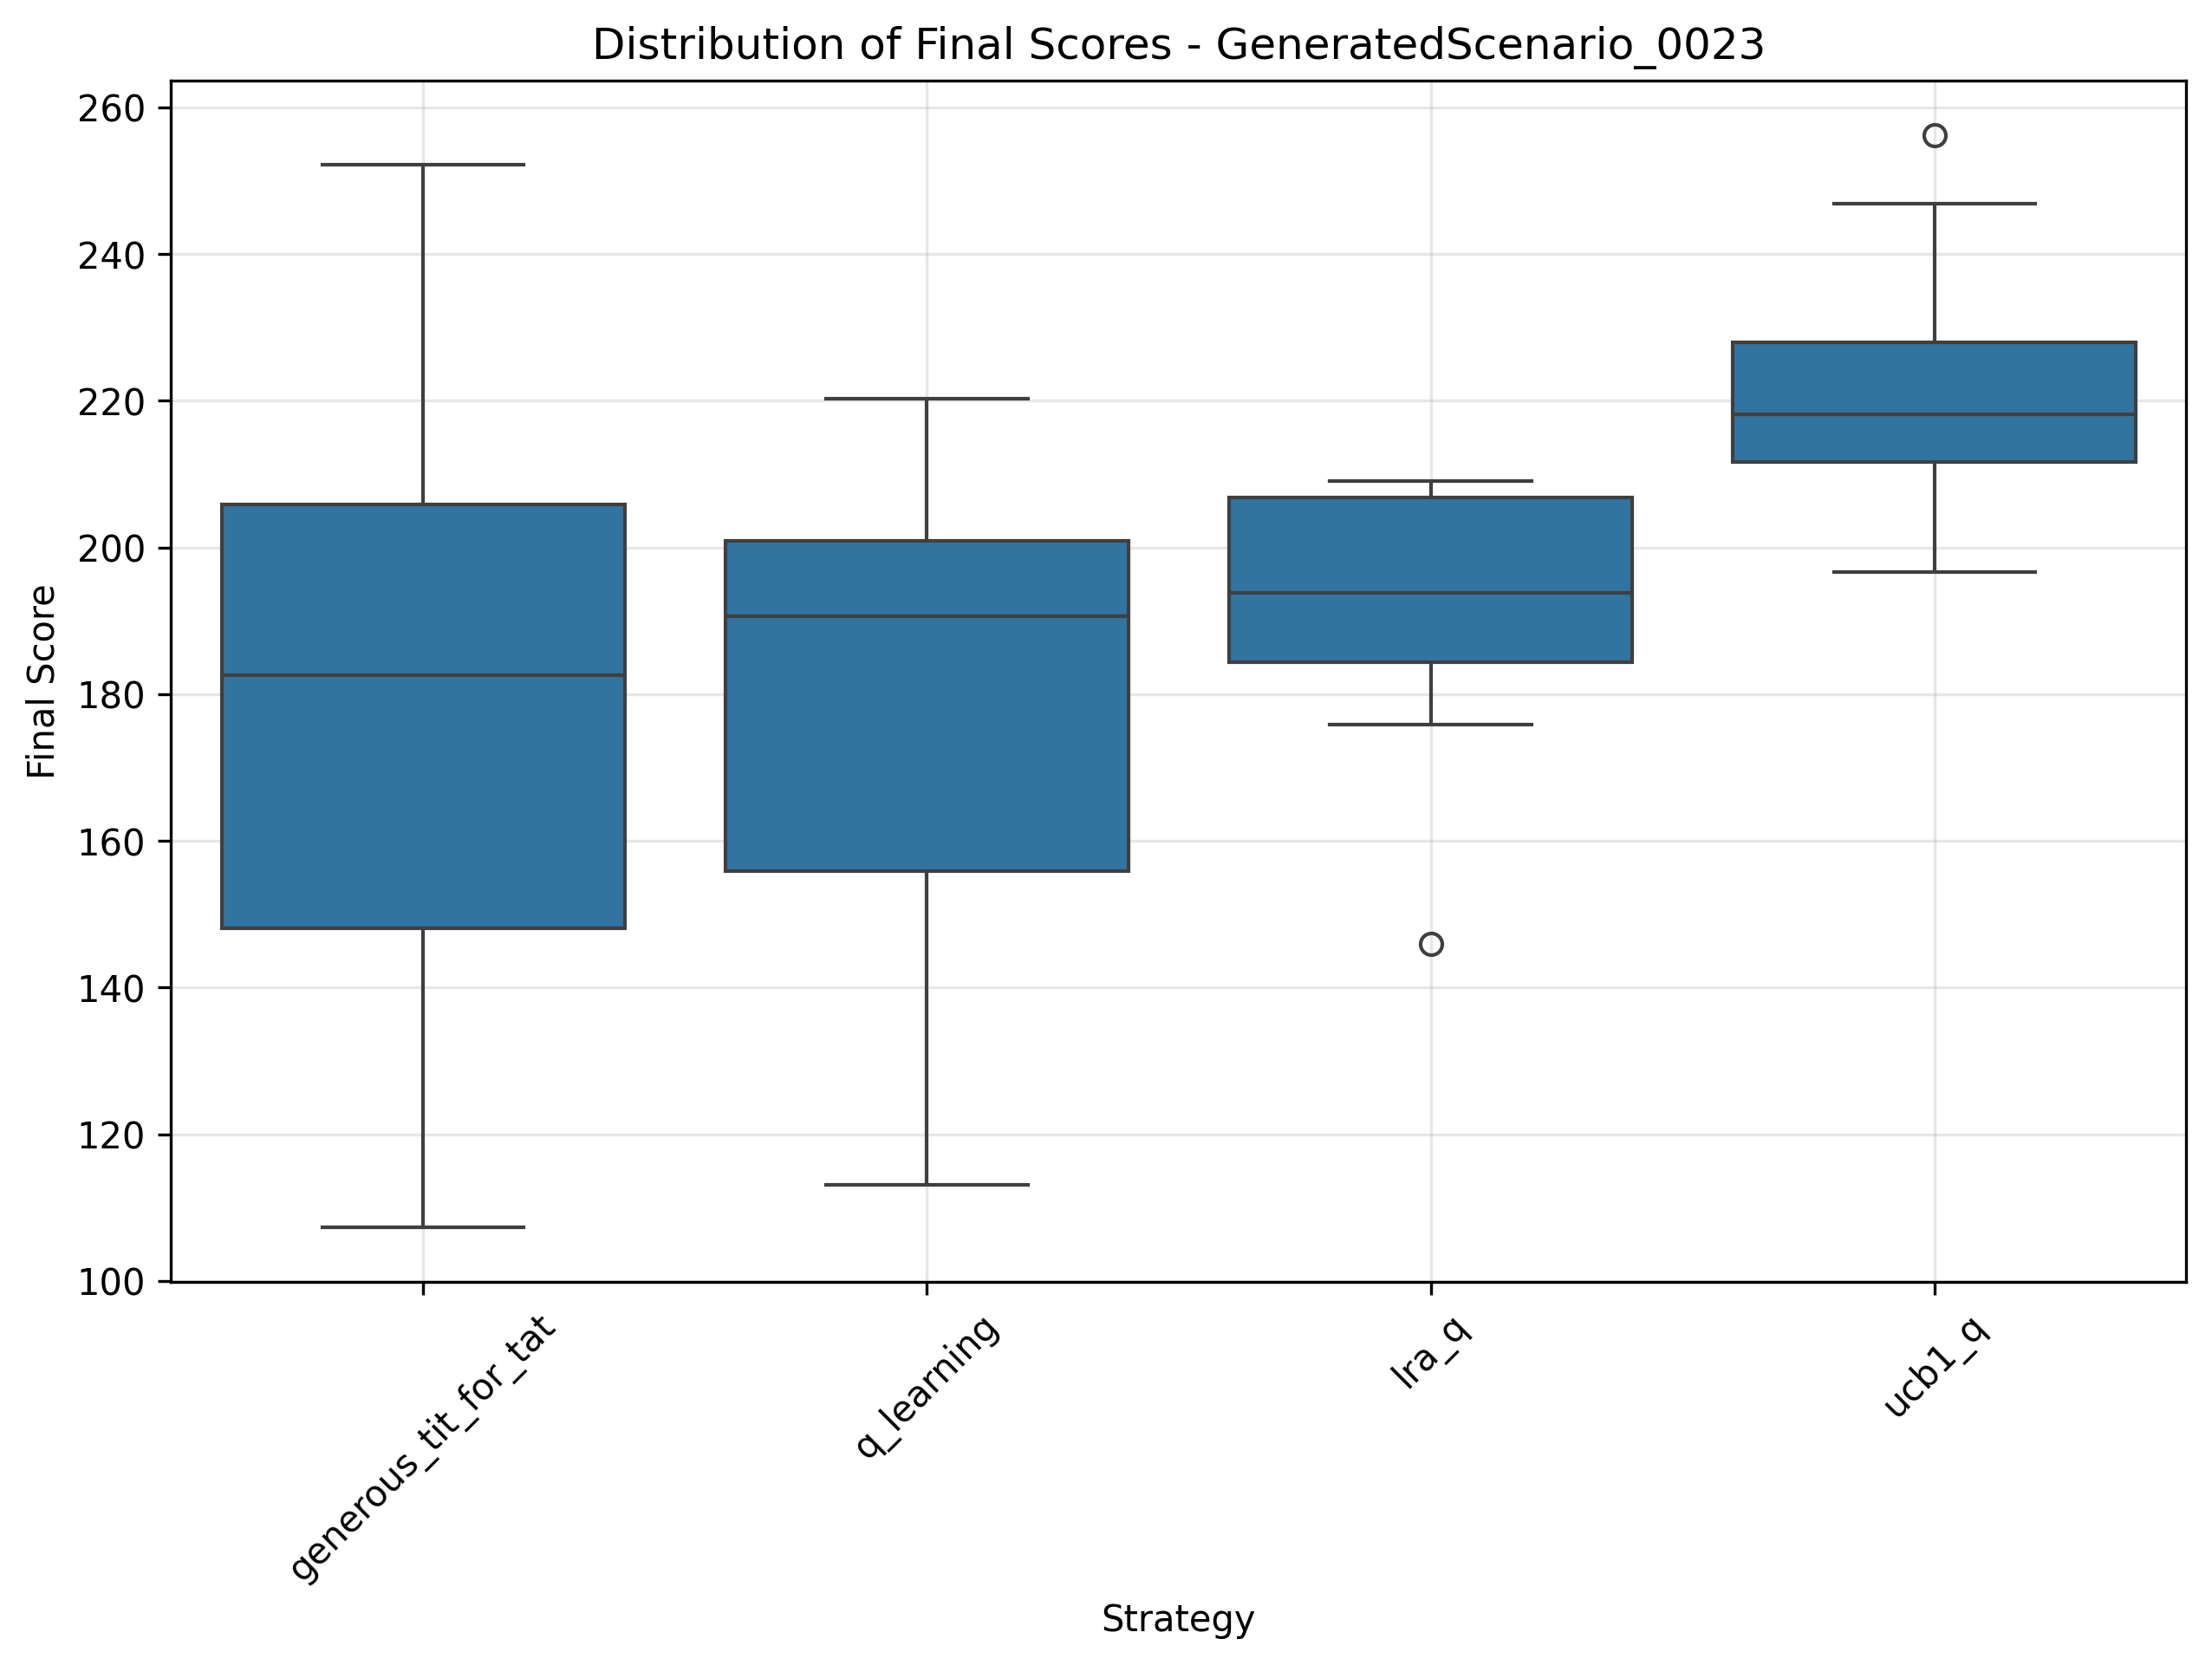 Distribution of Final Scores - GeneratedScenario_0023
260
240
220
200
180
160
140
120
100
Final Score
generous_tit_for_tat
q_learning
lra_q
ucb1_q
Strategy